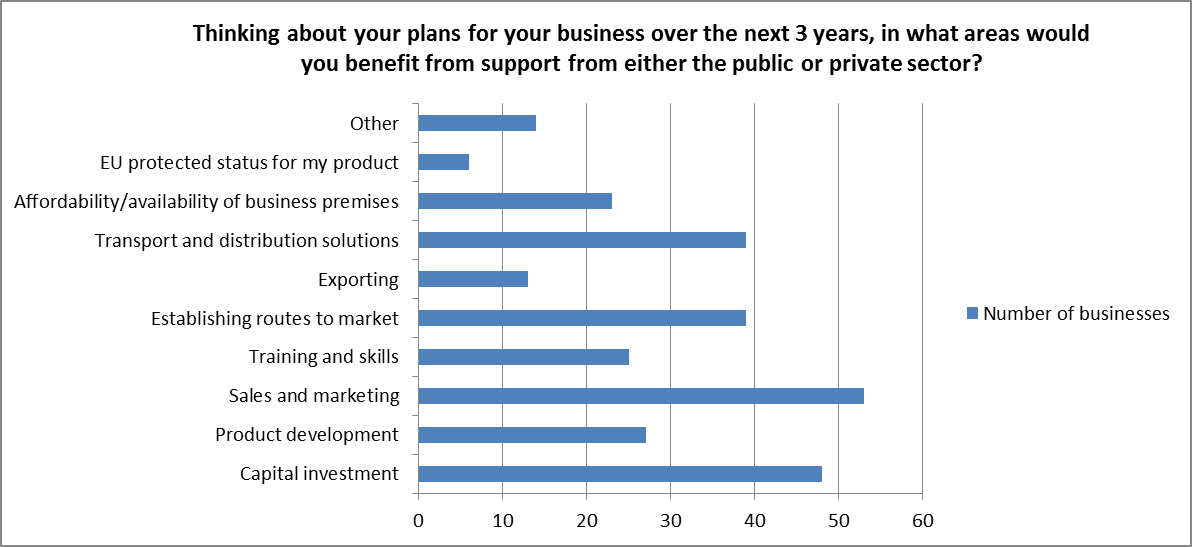 Thinking about your plans for your business over the next 3 years, in what areas would
you benefit from support from either the public or private sector?
Other
EU protected status for my product
Affordability/availability of business premises
Transport and distribution solutions
Exporting
Establishing routes to market
Training and skills
Sales and marketing
Product development
Capital investment
0 10 20 30 40 50 60
Number of businesses